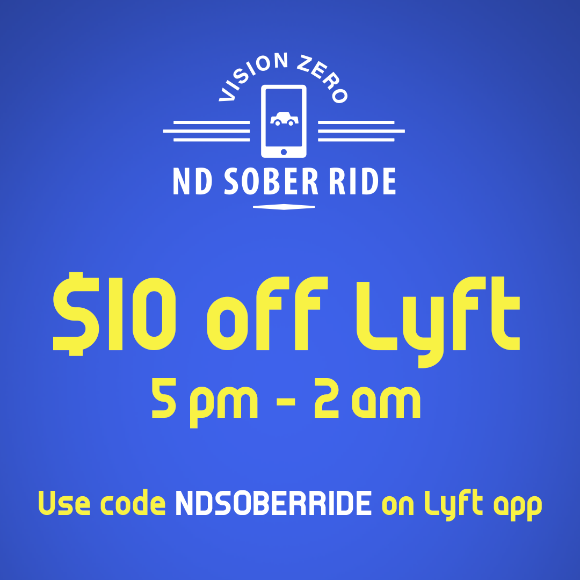 VISION ZERO
ND SOBER RIDE
$10 off Lyft
5 pm - 2 am
Use code NDSOBERRIDE on Lyft app